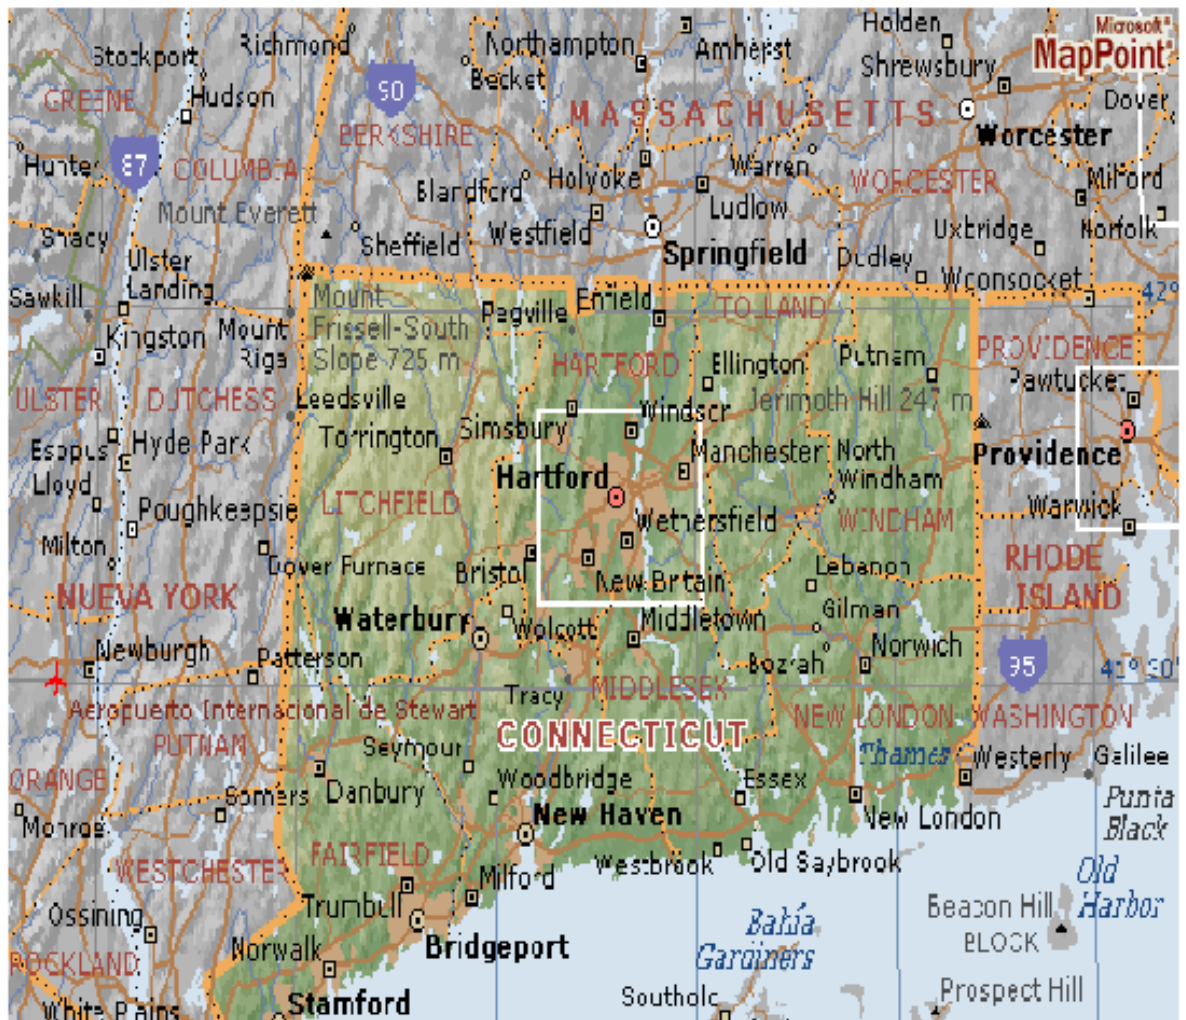 Holden
Microsoft®
MapPoint®
Richmond
Northampton
Amherst
Stockport
Becket
Shrewsbury
GREENE
Hudson
90
MASSACHUSETTS
Dover
BERKSHIRE
Worcester
Hunter
87
COLUMBIA
Warren
Blandford
Holyoke
WORCESTER
Milford
Mount Everett
Ludlow
Shady
Sheffield
Westfield
Uxbridge
Norfolk
Springfield
Dudley
Ulster
Landing
Woonsocket
Sawkill
Mount
Frissell-South
Slope 725 m
Enfield
TOLLAND
42°
Kingston
Mount
Riga
HARTFORD
Ellington
Putnam
PROVIDENCE
Pawtucket
ULSTER
DUTCHESS
Leedsville
Windsor
Jerimoth Hill 247 m
Torrington
Simsbury
Esopus
Hyde Park
Manchester
North
Windham
Providence
Hartford
Lloyd
LITCHFIELD
Poughkeepsie
Wethersfield
WINDHAM
Warwick
Milton
Dover Furnace
Bristol
New Britain
Lebanon
RHODE
ISLAND
NUEVA YORK
Waterbury
Wolcott
Middletown
Gilman
Newburgh
Patterson
Bozrah
Norwich
95
41° 30'
Tracy
MIDDLESEX
Aeropuerto Internacional de Stewart
NEW LONDON
WASHINGTON
PUTNAM
Seymour
CONNECTICUT
Thames
Westerly
Galilee
ORANGE
Somers
Danbury
Woodbridge
Essex
Punta
Black
Monroe
New Haven
New London
WESTCHESTER
FAIRFIELD
Milford
Westbrook
Old Saybrook
Old
Harbor
Ossining
Trumbull
Bahía
Gardiners
Beacon Hill
BLOCK
Norwalk
Bridgeport
ROCKLAND
White Plains
Stamford
Southold
Prospect Hill